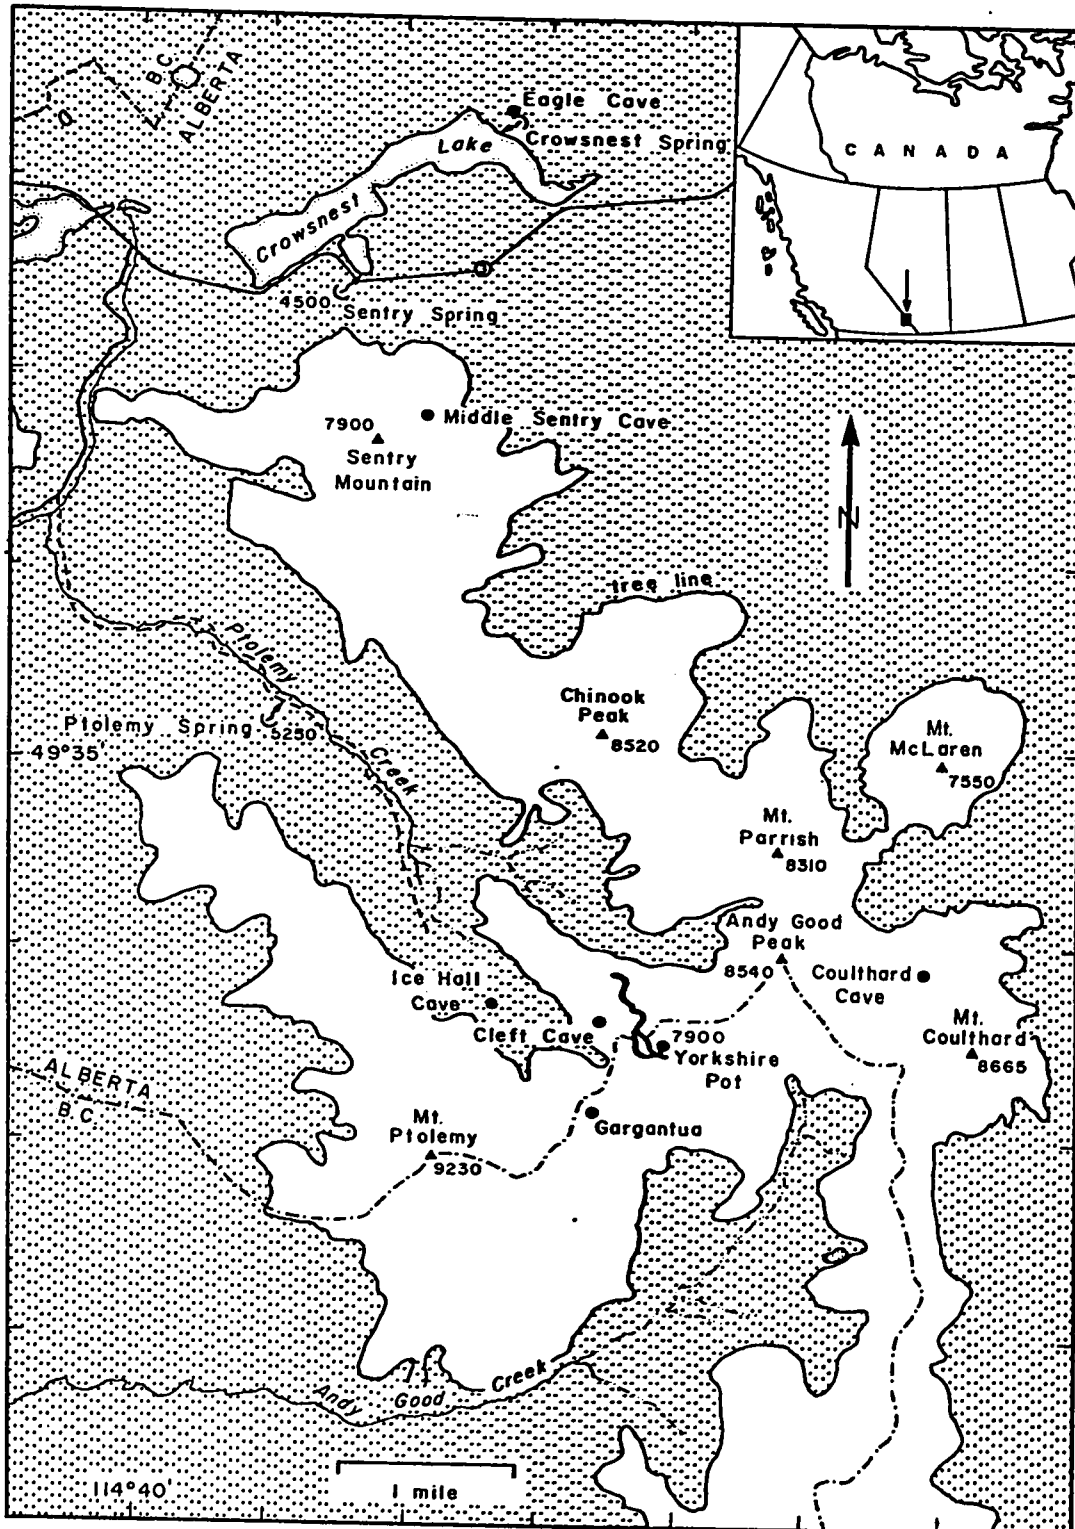 B.C.
ALBERTA
Eagle Cave
Crowsnest Spring
Lake
Crowsnest
CANADA
4500 Sentry Spring
7900
Middle Sentry Cave
Sentry
Mountain
N
tree line
Ptolemy
Ptolemy Spring
5250
Creek
49°35'
Chinook
Peak
8520
Mt.
McLaren
7550
Mt.
Parrish
8310
Andy Good
Peak
8540
Coulthard
Cave
Ice Hall
Cave
Cleft Cave
7900
Yorkshire
Pot
Mt.
Coulthard
8665
ALBERTA
B.C.
Mt.
Ptolemy
9230
Gargantua
Andy Good Creek
114°40'
1 mile